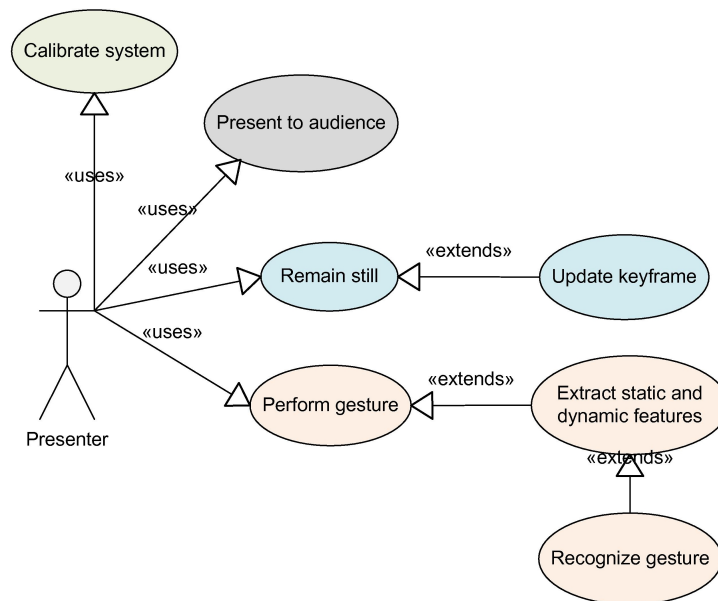 Calibrate system
Present to audience
«uses»
«uses»
«uses»
«extends»
Remain still
Update keyframe
«uses»
«extends»
Perform gesture
Extract static and
dynamic features
Presenter
«extends»
Recognize gesture